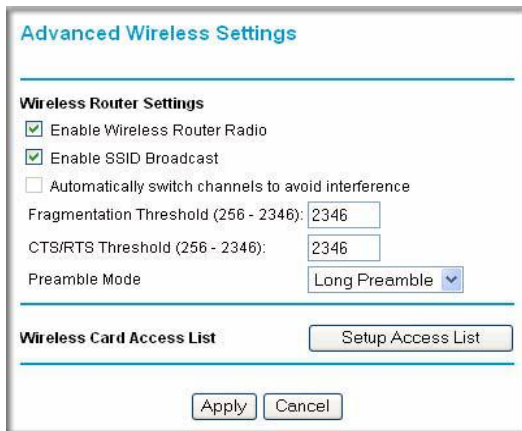 Advanced Wireless Settings
Wireless Router Settings
Enable Wireless Router Radio
Enable SSID Broadcast
Automatically switch channels to avoid interference
Fragmentation Threshold (256 - 2346): 2346
CTS/RTS Threshold (256 - 2346): 2346
Preamble Mode Long Preamble
Wireless Card Access List Setup Access List
Apply Cancel